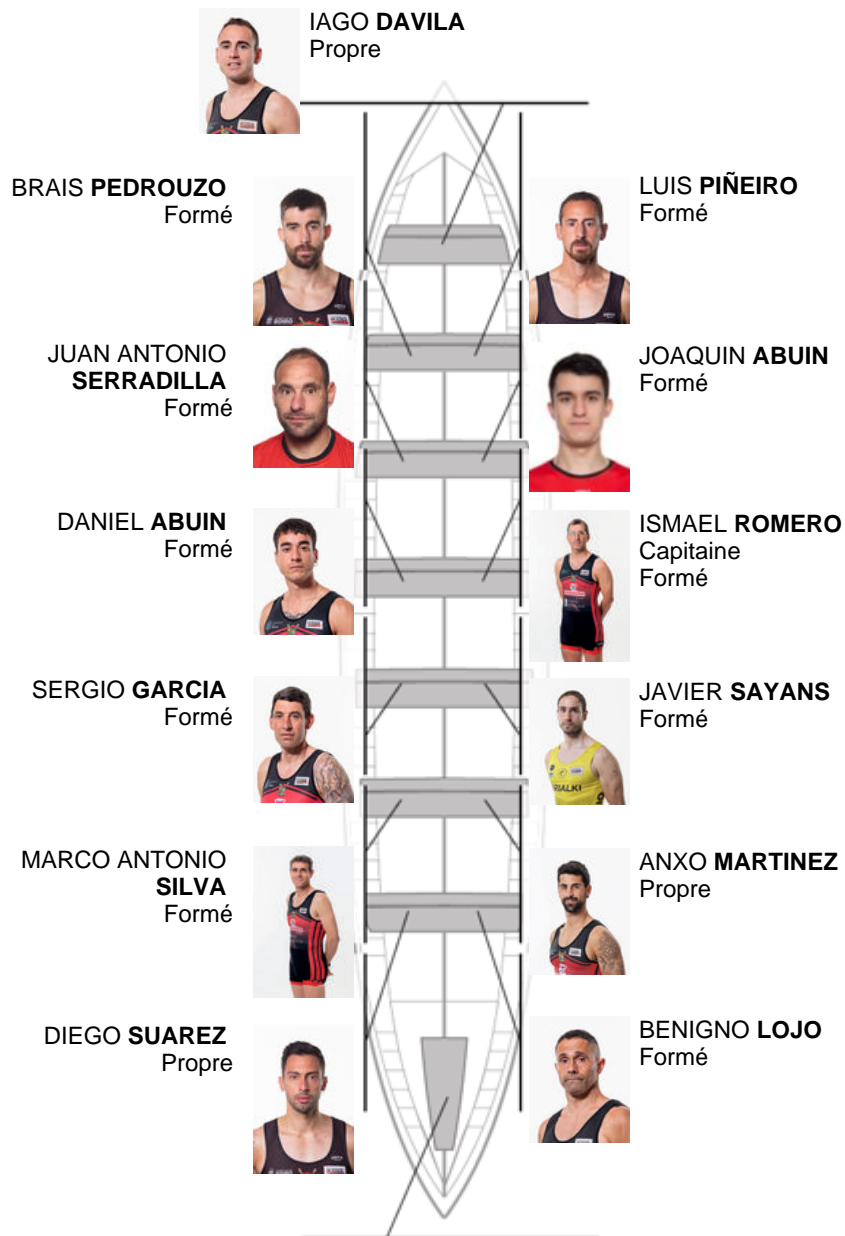 IAGO DAVILA
Propre
BRAIS PEDROUZO
Formé
LUIS PIÑEIRO
Formé
JUAN ANTONIO
SERRADILLA
Formé
JOAQUIN ABUIN
Formé
DANIEL ABUIN
Formé
ISMAEL ROMERO
Capitaine
Formé
SERGIO GARCIA
Formé
JAVIER SAYANS
Formé
MARCO ANTONIO
SILVA
Formé
ANXO MARTINEZ
Propre
DIEGO SUAREZ
Propre
BENIGNO LOJO
Formé